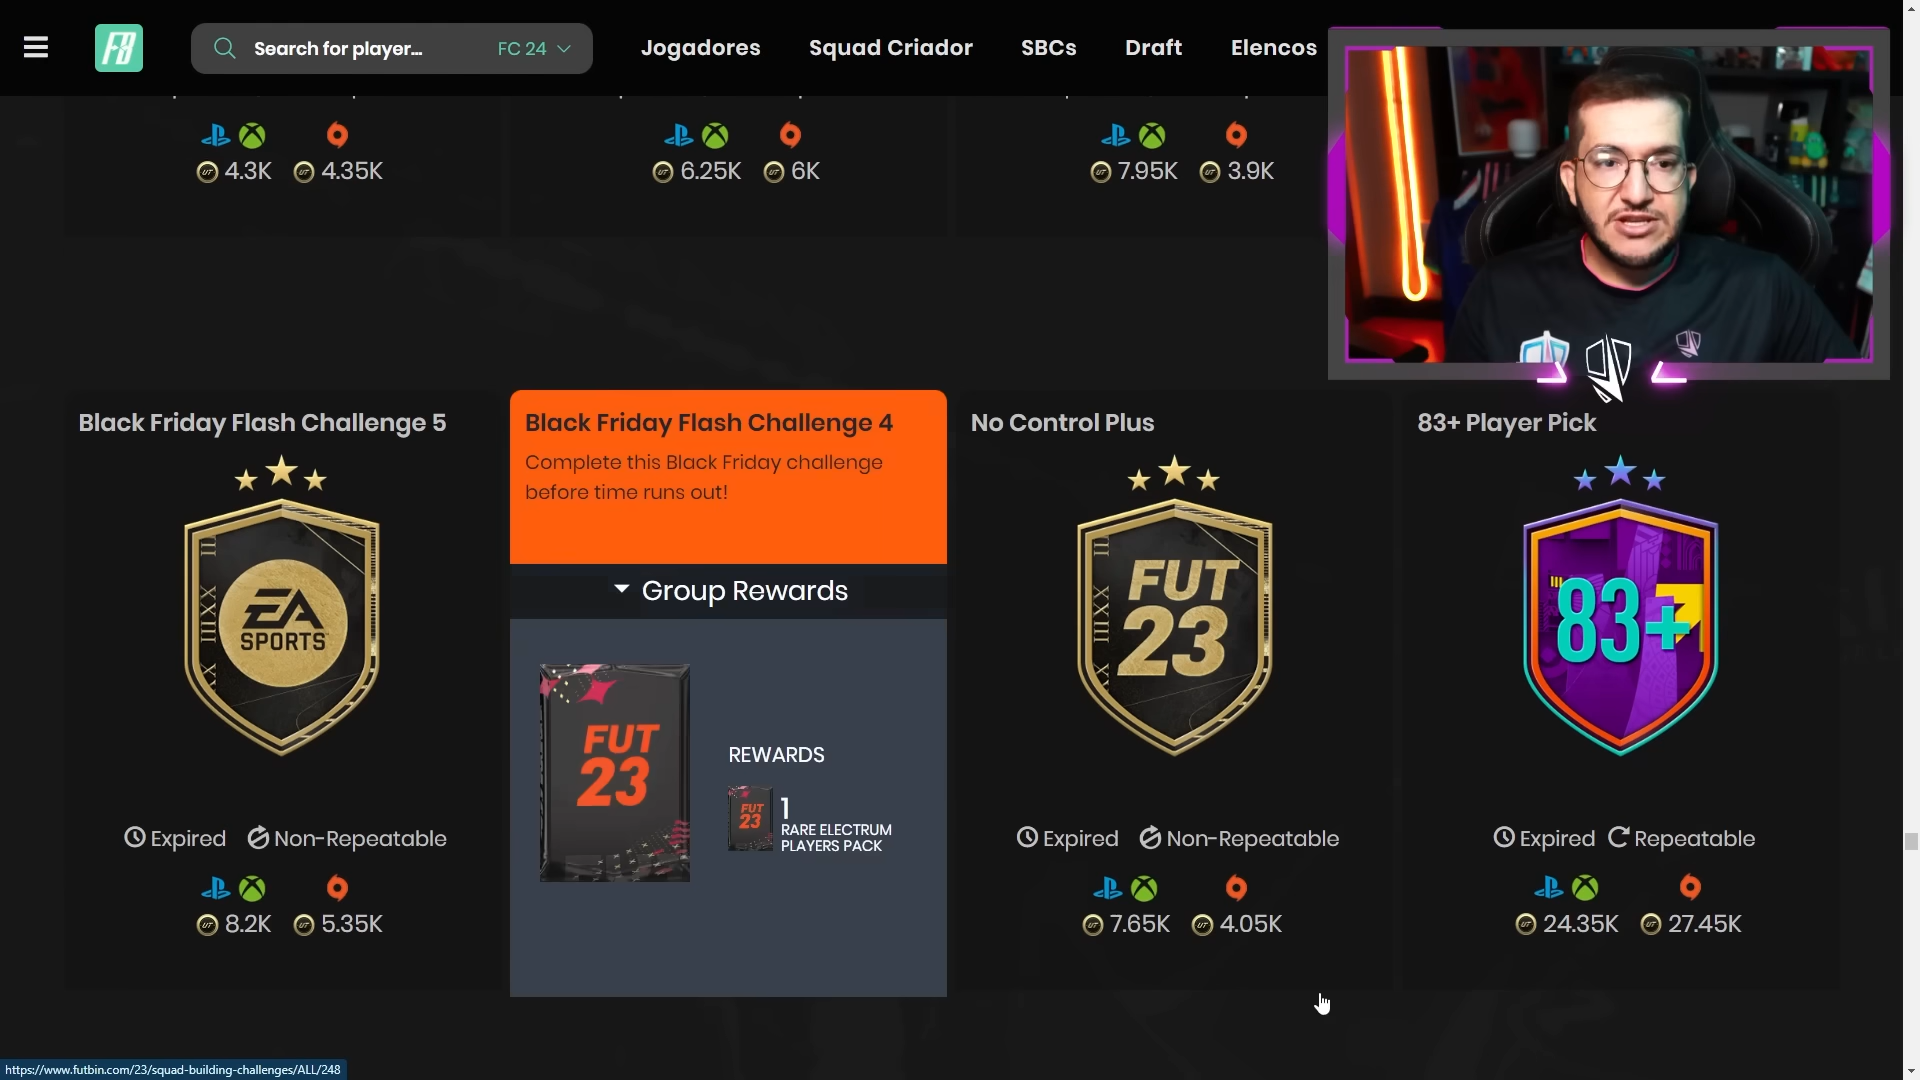 Search for player...
FC 24
Jogadores
Squad Criador
SBCs
Draft
Elencos
4.3K
4.35K
6.25K
6K
7.95K
3.9K
Black Friday Flash Challenge 5
EA
SPORTS
Expired
Non-Repeatable
8.2K
5.35K
Black Friday Flash Challenge 4
Complete this Black Friday challenge
before time runs out!
Group Rewards
FUT
23
REWARDS
FUT
23
1
RARE ELECTRUM
PLAYERS PACK
No Control Plus
FUT
23
Expired
Non-Repeatable
7.65K
4.05K
83+ Player Pick
83+
Expired
Repeatable
24.35K
27.45K
https://www.futbin.com/23/squad-building-challenges/ALL/248